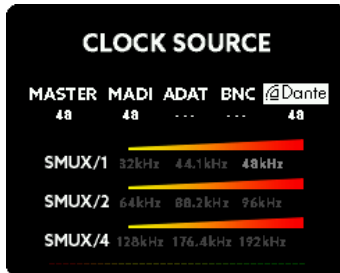 CLOCK SOURCE
MASTER MADI ADAT BNC Dante
48 48 --- --- 48
SMUX/1 32kHz 44.1kHz 48kHz
SMUX/2 64kHz 88.2kHz 96kHz
SMUX/4 128kHz 176.4kHz 192kHz